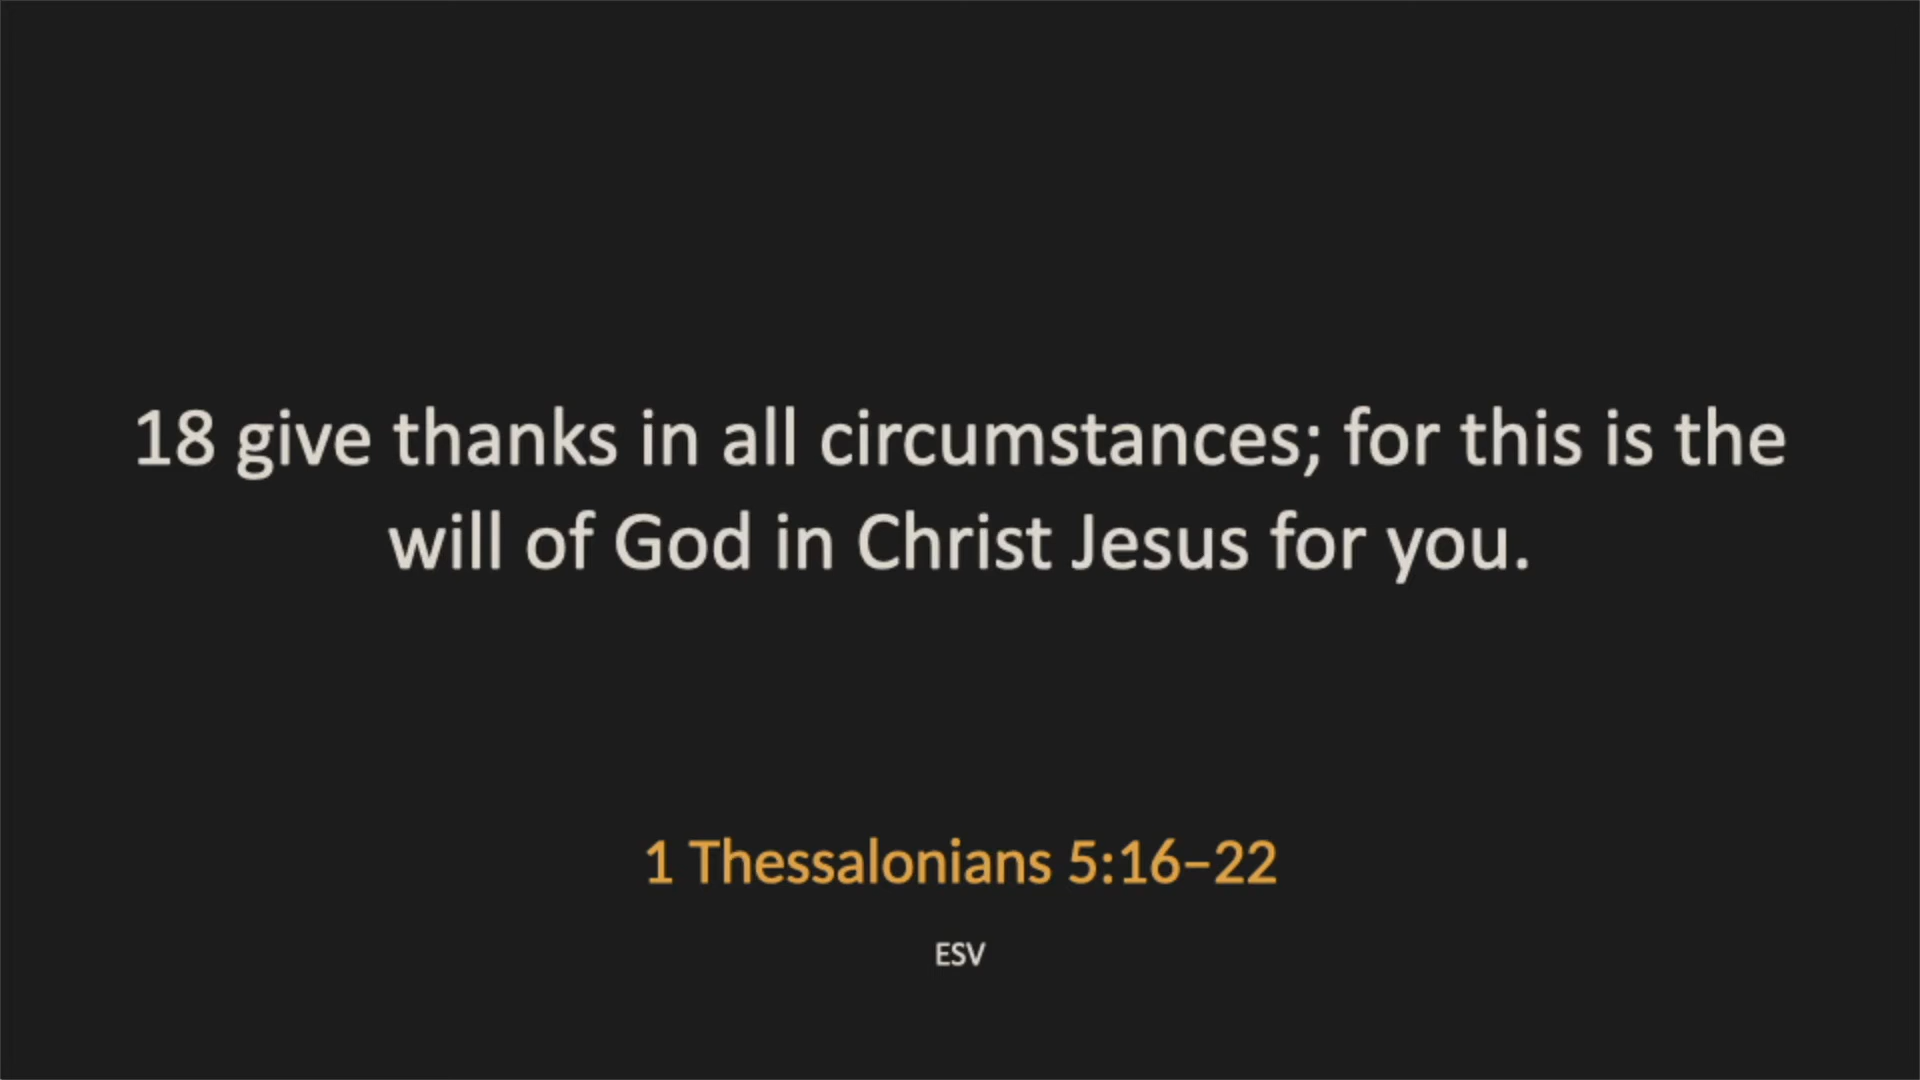 18 give thanks in all circumstances; for this is the
will of God in Christ Jesus for you.
1 Thessalonians 5:16–22
ESV